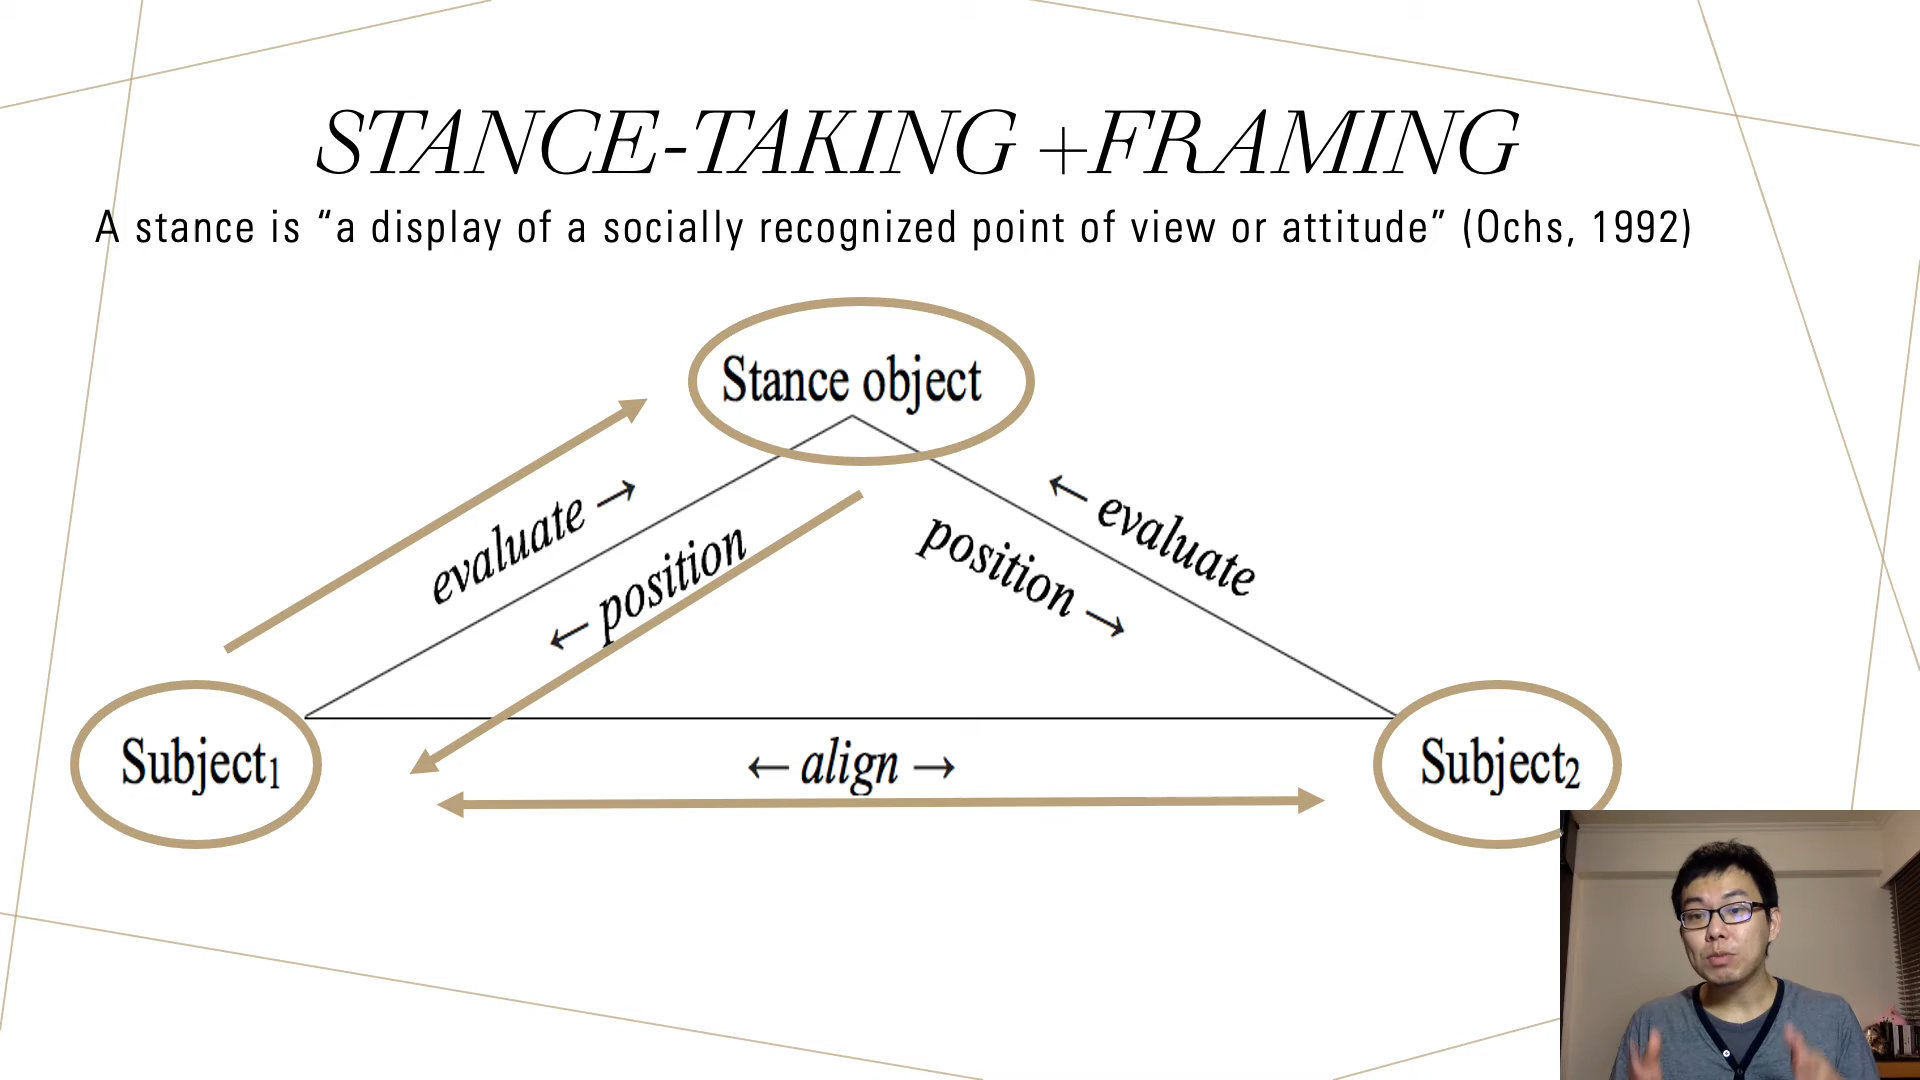 STANCE-TAKING +FRAMING
A stance is “a display of a socially recognized point of view or attitude” (Ochs, 1992)
Stance object
evaluate →
← evaluate
← position
position →
Subject₁
← align →
Subject₂